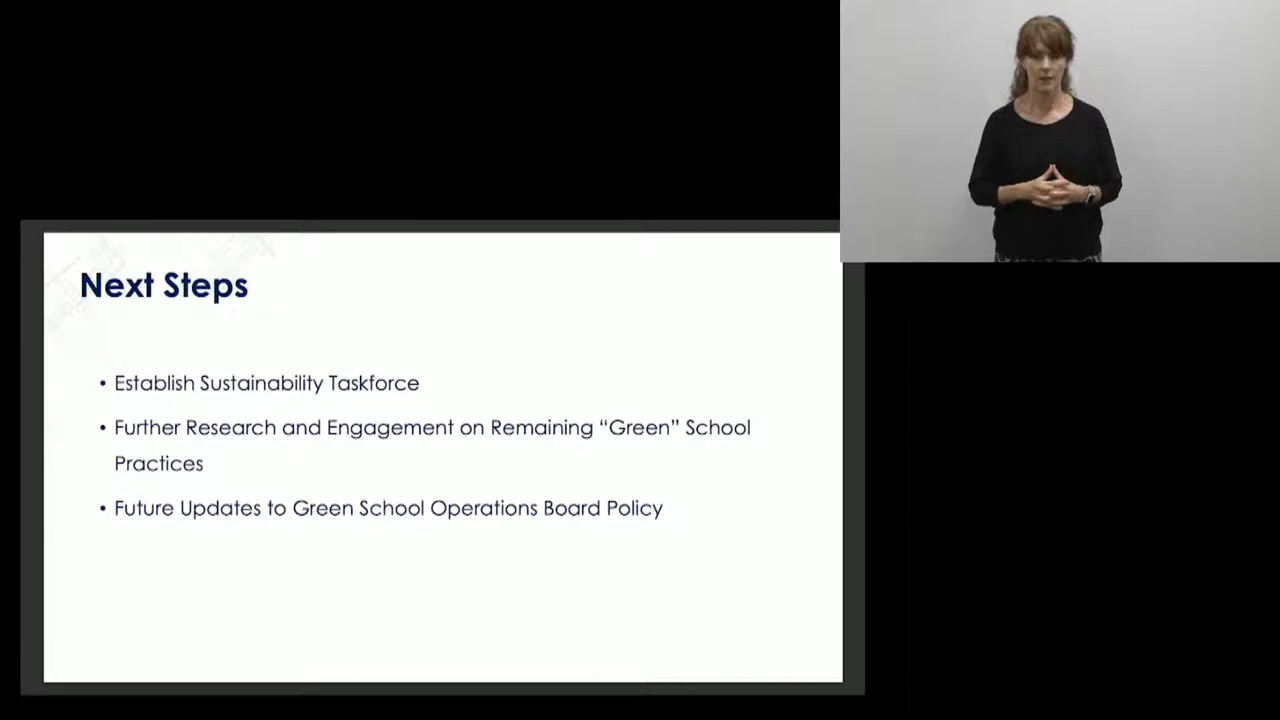 Next Steps
• Establish Sustainability Taskforce
• Further Research and Engagement on Remaining “Green” School
Practices
• Future Updates to Green School Operations Board Policy